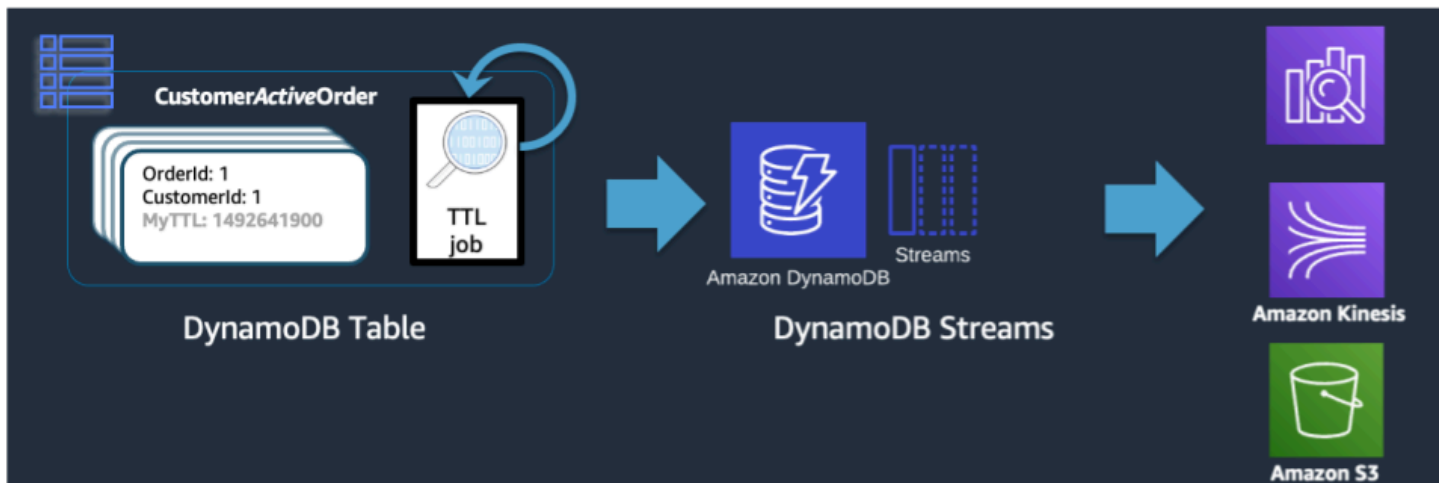 CustomerActiveOrder
OrderId: 1
CustomerId: 1
MyTTL: 1492641900
TTL
job
DynamoDB Table
Amazon DynamoDB
Streams
DynamoDB Streams
Amazon Kinesis
Amazon S3